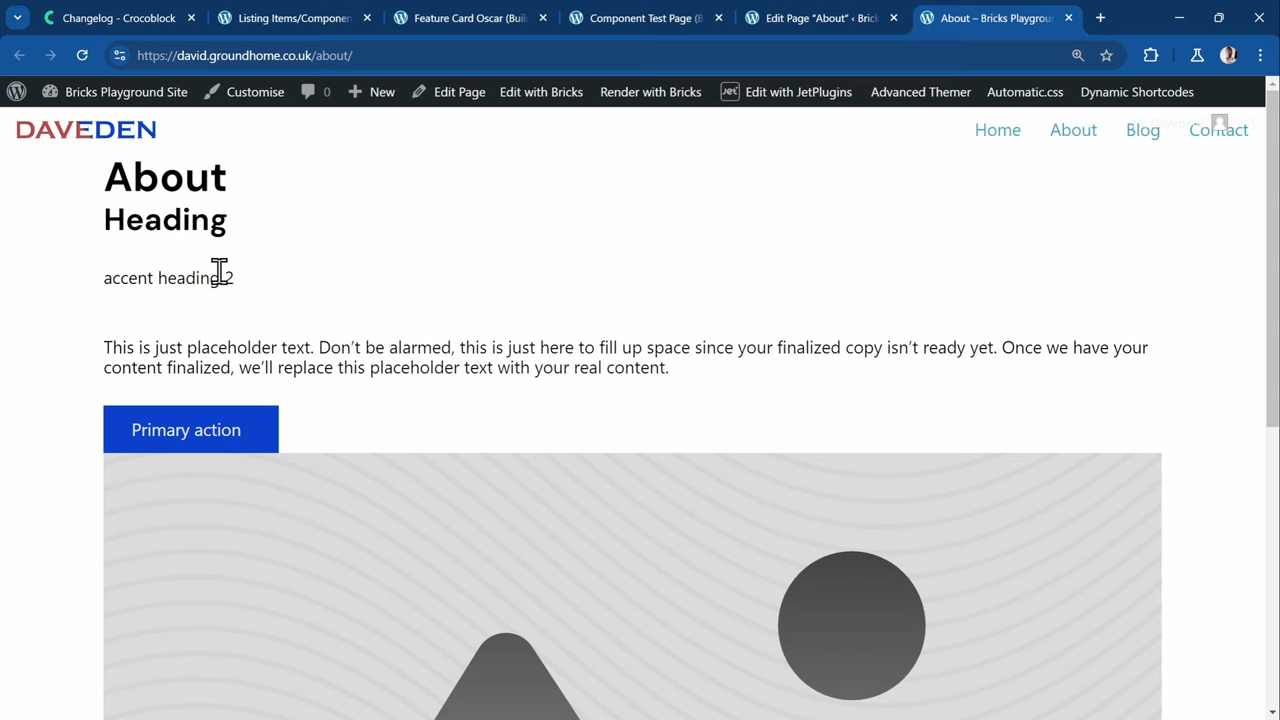 Changelog - Crocoblock
Listing Items/Componen
Feature Card Oscar (Buil
Component Test Page (B
Edit Page "About" ‹ Brick
About – Bricks Playgroun
https://david.groundhome.co.uk/about/
Bricks Playground Site
Customise
0
New
Edit Page
Edit with Bricks
Render with Bricks
Jet
Edit with JetPlugins
Advanced Themer
Automatic.css
Dynamic Shortcodes
DAVEDEN
Home
About
Blog
Contact
About
Heading
accent heading 2
This is just placeholder text. Don't be alarmed, this is just here to fill up space since your finalized copy isn't ready yet. Once we have your
content finalized, we'll replace this placeholder text with your real content.
Primary action